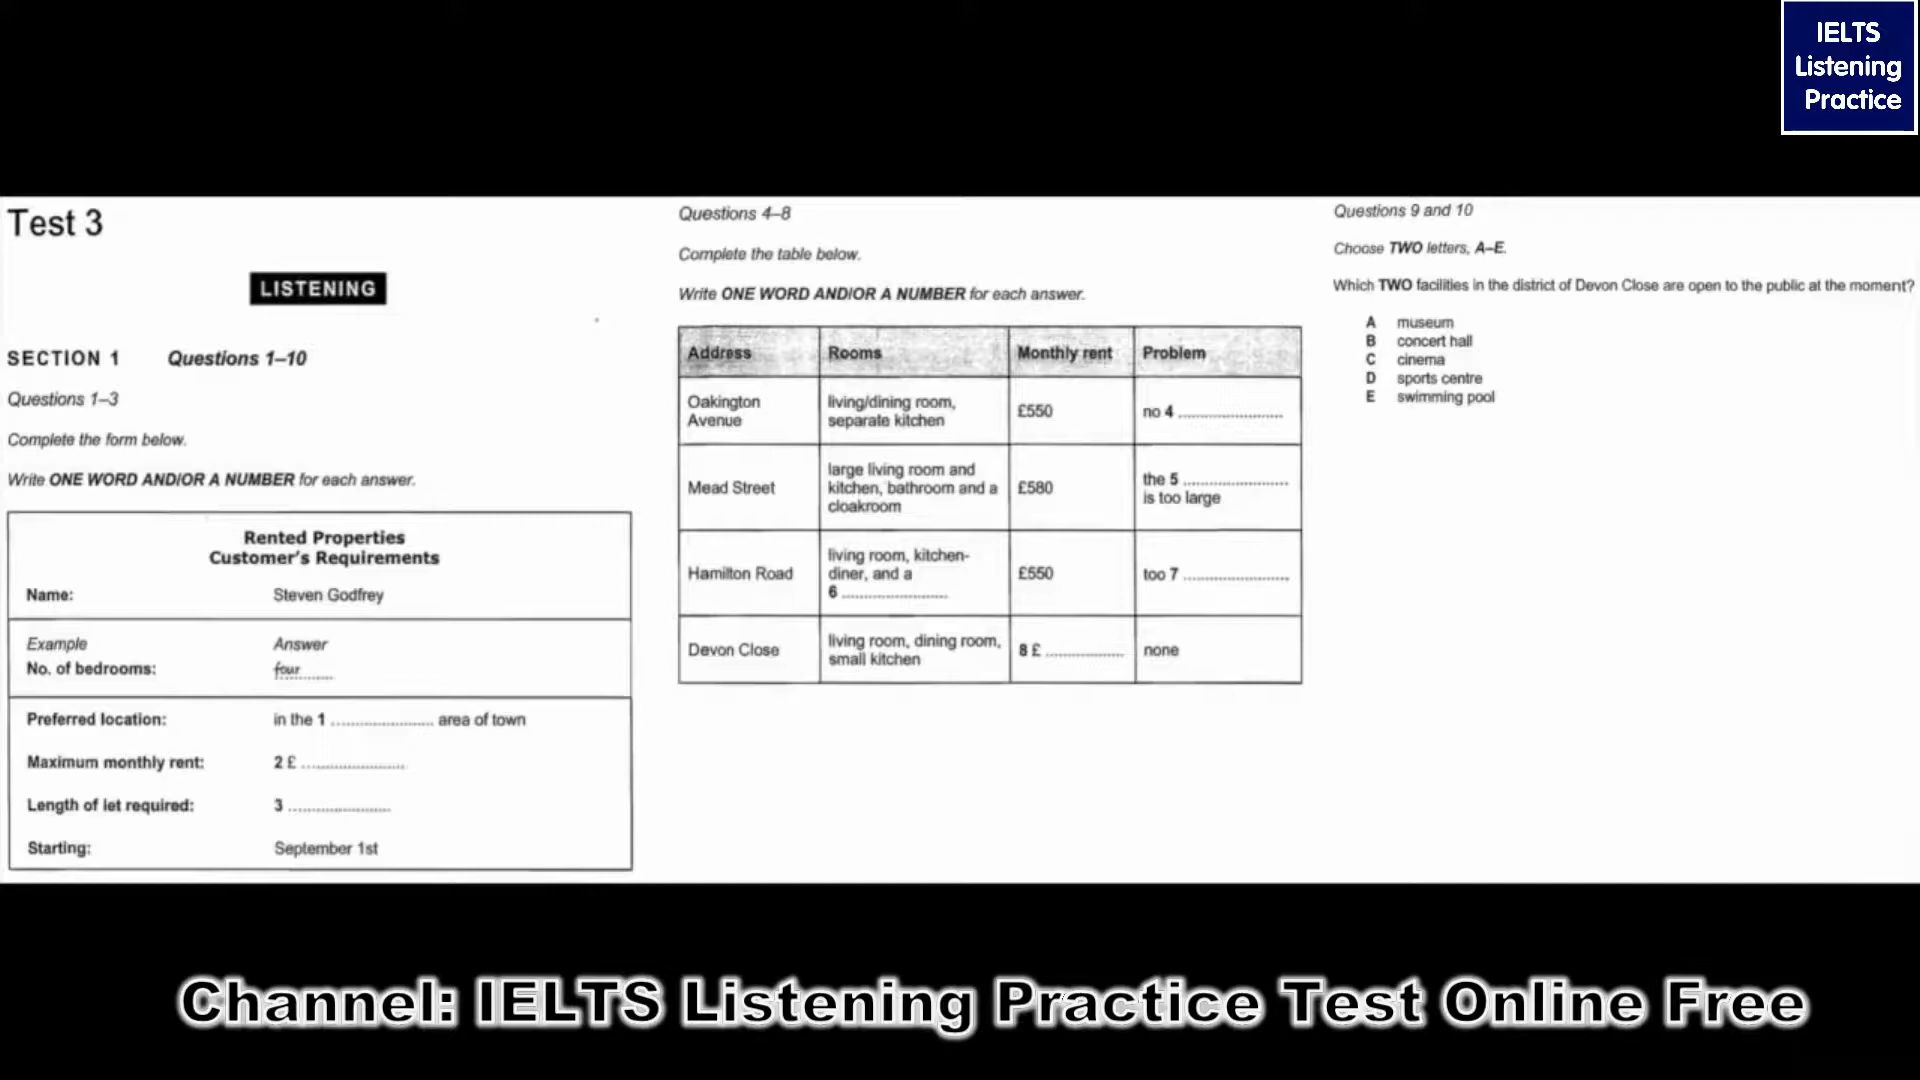 IELTS
Listening
Practice
Test 3
LISTENING
SECTION 1 Questions 1–10
Questions 1–3
Complete the form below.
Write ONE WORD AND/OR A NUMBER for each answer.
Rented Properties
Customer's Requirements
Name: Steven Godfrey
Example Answer
No. of bedrooms: four
Preferred location: in the 1 .................... area of town
Maximum monthly rent: 2 £ ....................
Length of let required: 3 ....................
Starting: September 1st
Questions 4–8
Complete the table below.
Write ONE WORD AND/OR A NUMBER for each answer.
Address Rooms Monthly rent Problem
Oakington
Avenue
living/dining room,
separate kitchen
£550
no 4 ....................
Mead Street
large living room and
kitchen, bathroom and a
cloakroom
£580
the 5 ....................
is too large
Hamilton Road
living room, kitchen-
diner, and a
6 ....................
£550
too 7 ....................
Devon Close
living room, dining room,
small kitchen
8 £ ....................
none
Questions 9 and 10
Choose TWO letters, A–E.
Which TWO facilities in the district of Devon Close are open to the public at the moment?
A museum
B concert hall
C cinema
D sports centre
E swimming pool
Channel: IELTS Listening Practice Test Online Free